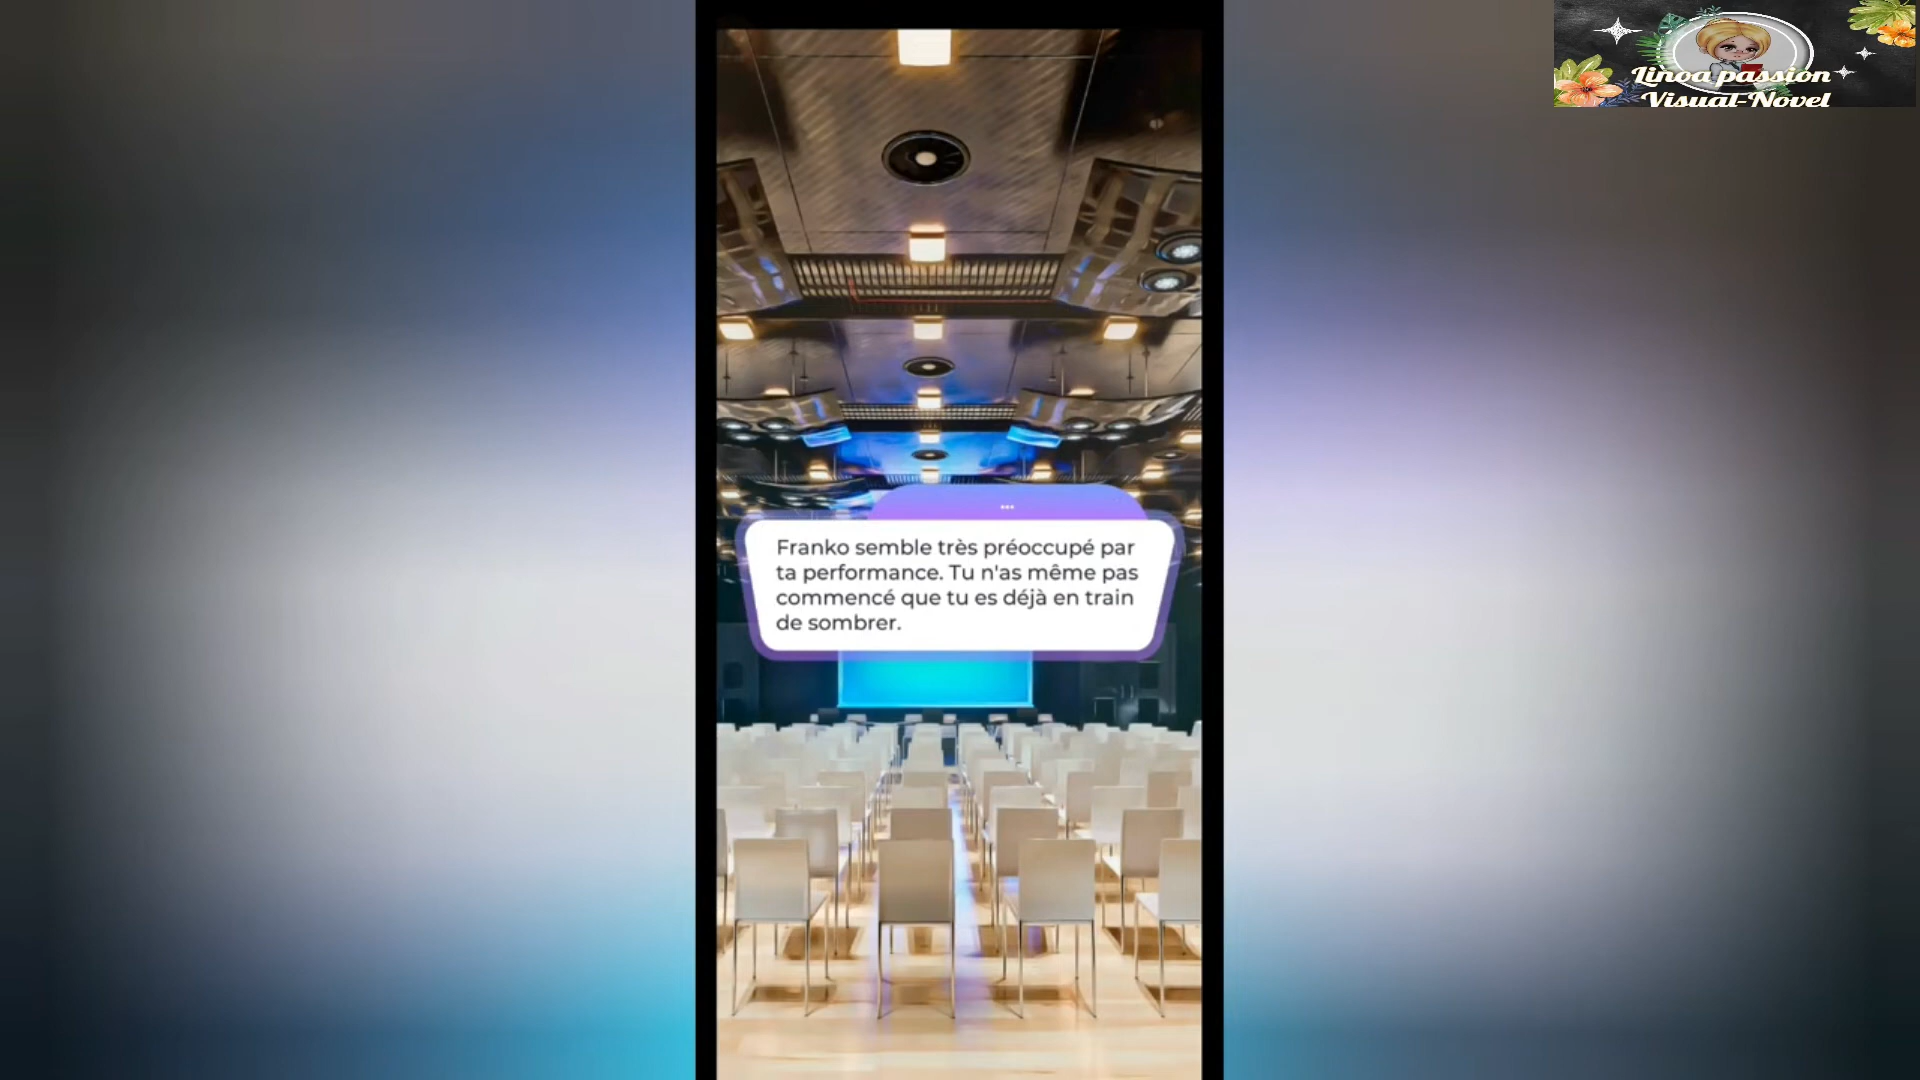 Linoa passion
Visual-Novel
...
Franko semble très préoccupé par
ta performance. Tu n'as même pas
commencé que tu es déjà en train
de sombrer.